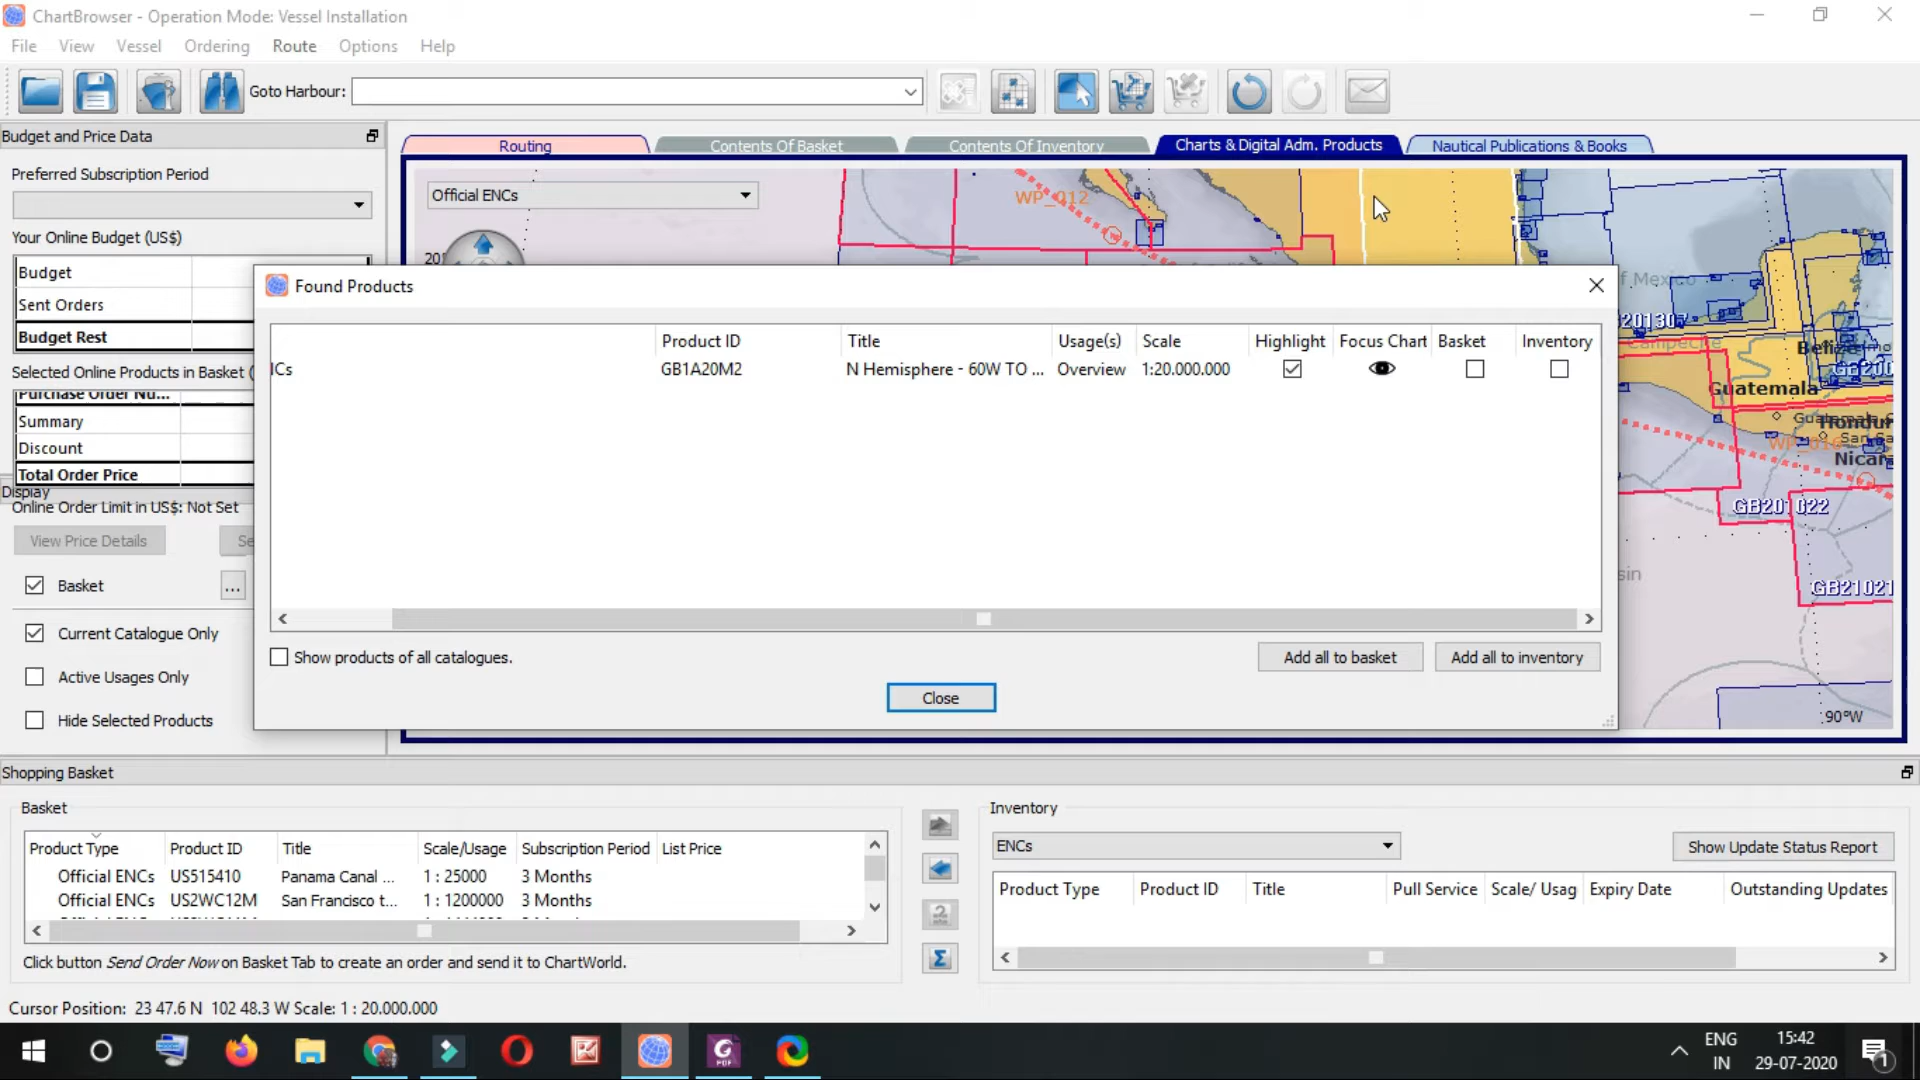 ChartBrowser - Operation Mode: Vessel Installation
File View Vessel Ordering Route Options Help
Goto Harbour:
Budget and Price Data
Routing Contents Of Basket Contents Of Inventory Charts & Digital Adm. Products Nautical Publications & Books
Preferred Subscription Period
Official ENCs
WP_012
Your Online Budget (US$)
Budget
Sent Orders
Budget Rest
Selected Online Products in Basket (
Summary
Discount
Total Order Price
Display
Online Order Limit in US$: Not Set
View Price Details Se
Basket ...
Current Catalogue Only
Active Usages Only
Hide Selected Products
Found Products
Product ID Title Usage(s) Scale Highlight Focus Chart Basket Inventory
ICs GB1A20M2 N Hemisphere - 60W TO ... Overview 1:20.000.000
Show products of all catalogues.
Add all to basket Add all to inventory
Close
f Mexico
Campeche
Guatemala
Nicar
GB201022
GB21021
sin
90°W
Shopping Basket
Basket
Product Type Product ID Title Scale/Usage Subscription Period List Price
Official ENCs US515410 Panama Canal ... 1 : 25000 3 Months
Official ENCs US2WC12M San Francisco t... 1 : 1200000 3 Months
Click button Send Order Now on Basket Tab to create an order and send it to ChartWorld.
Inventory
ENCs Show Update Status Report
Product Type Product ID Title Pull Service Scale/ Usag Expiry Date Outstanding Updates
Cursor Position: 23 47.6 N 102 48.3 W Scale: 1 : 20.000.000
ENG
IN
15:42
29-07-2020
1